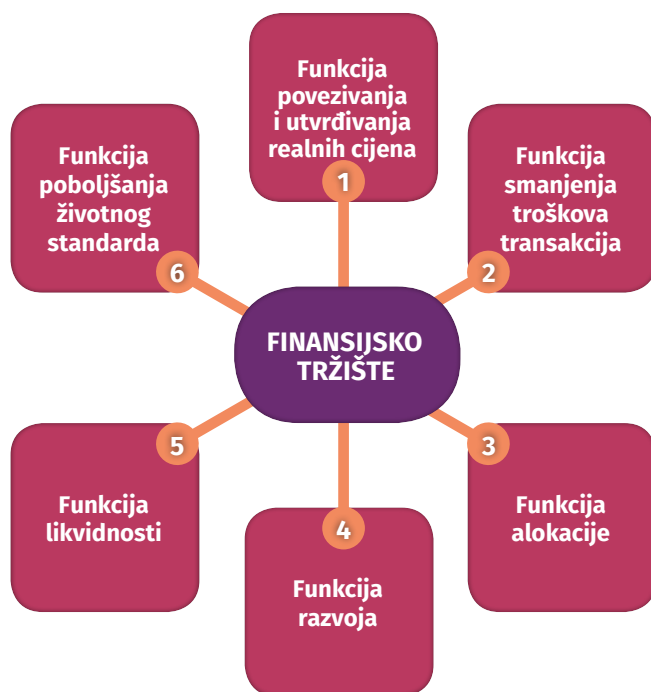 Funkcija
povezivanja
i utvrđivanja
realnih cijena
1
Funkcija
smanjenja
troškova
transakcija
2
Funkcija
alokacije
3
Funkcija
razvoja
4
Funkcija
likvidnosti
5
Funkcija
poboljšanja
životnog
standarda
6
FINANSIJSKO
TRŽIŠTE